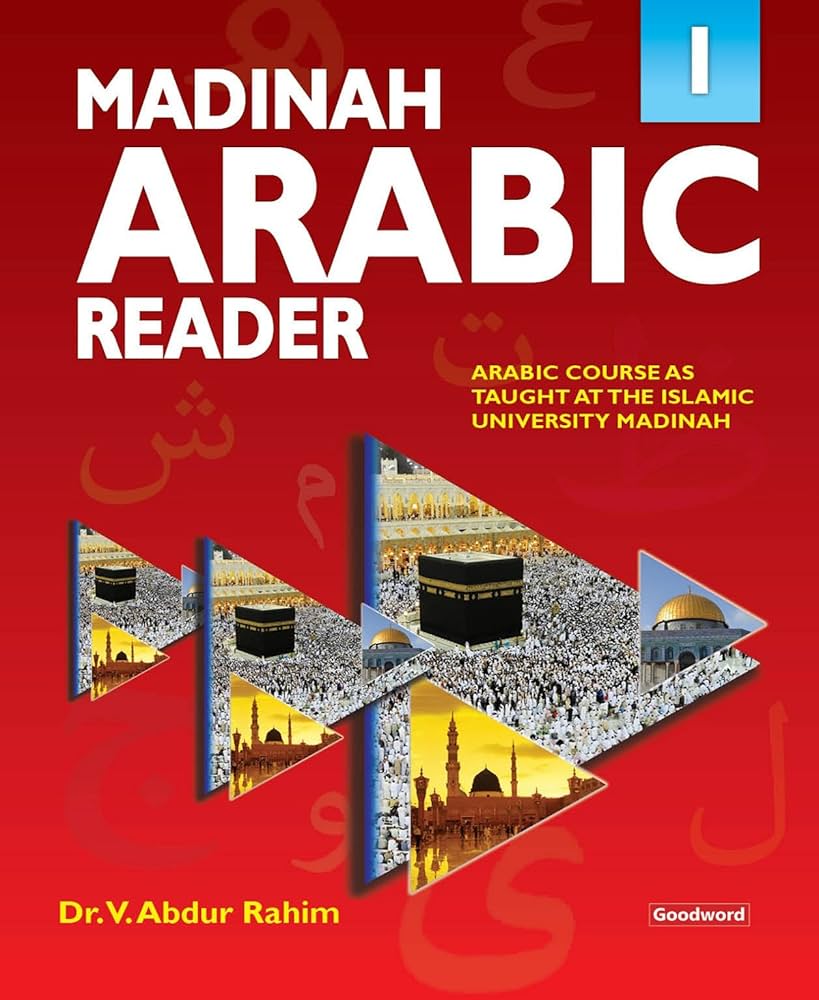 1
MADINAH
ARABIC
READER
ARABIC COURSE AS
TAUGHT AT THE ISLAMIC
UNIVERSITY MADINAH
ع
ه
ت
ظ
ش
م
ج
و
ي
ل
Dr. V. Abdur Rahim
Goodword